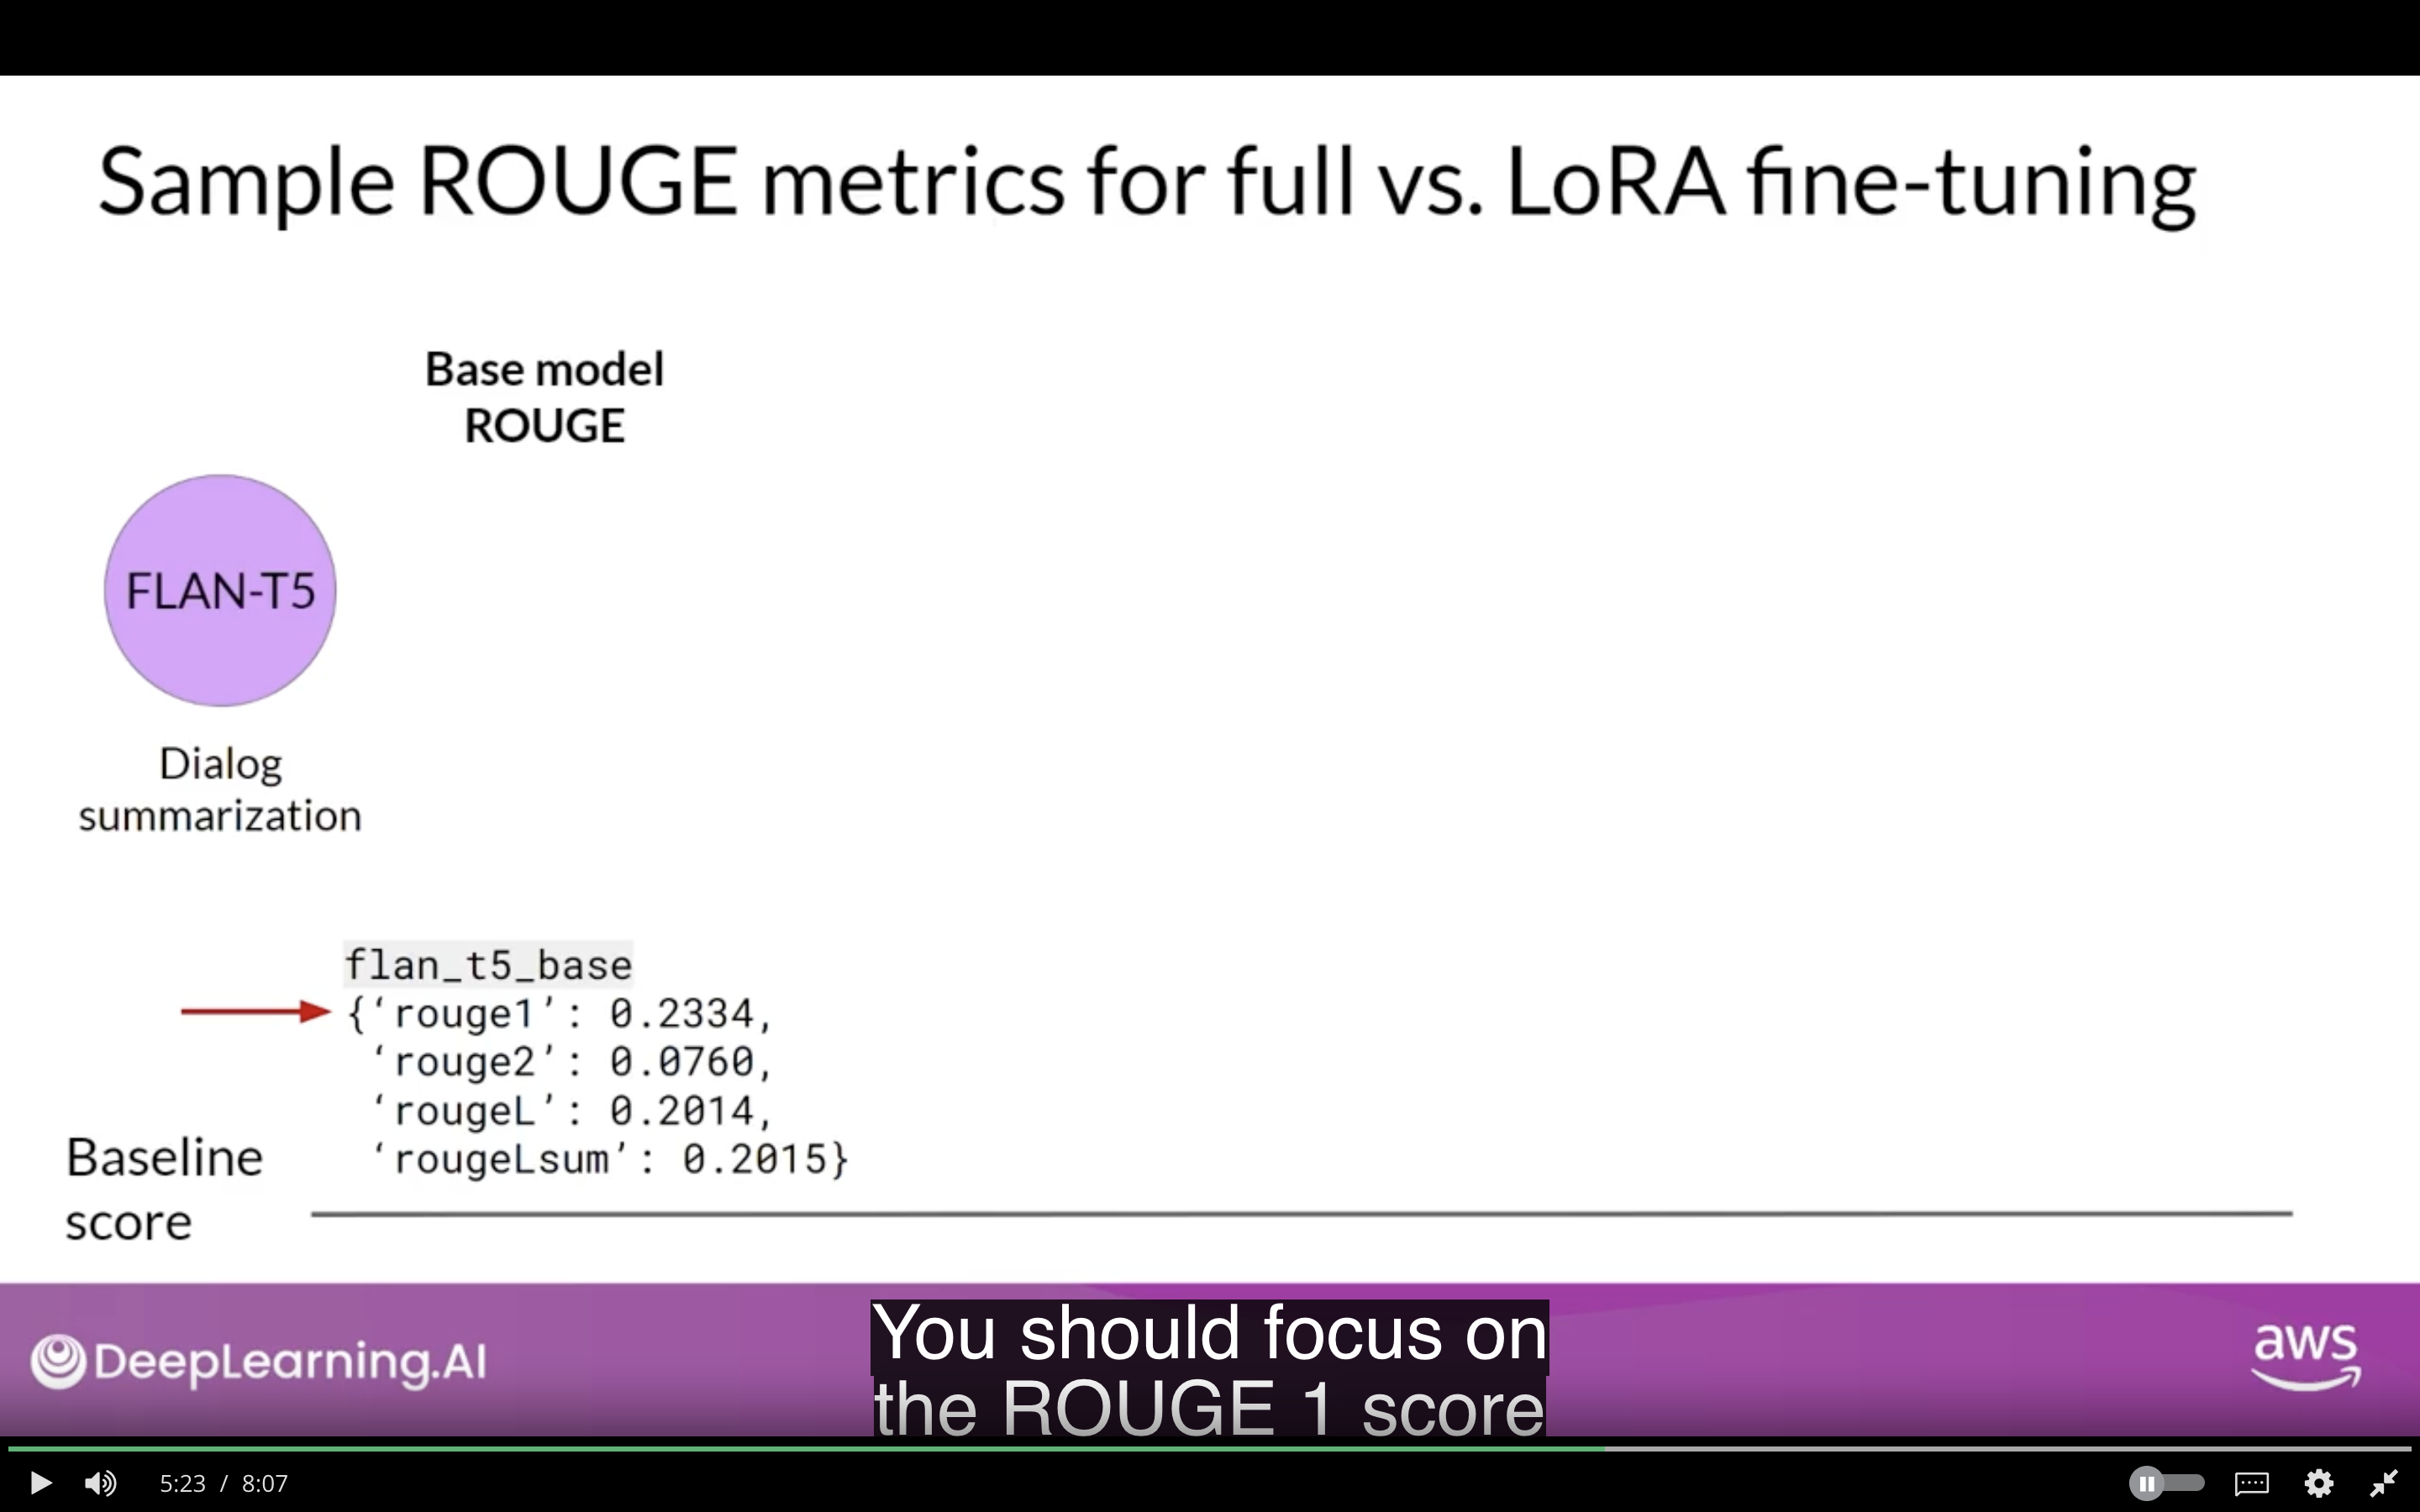 Sample ROUGE metrics for full vs. LoRA fine-tuning
Base model
ROUGE
FLAN-T5
Dialog
summarization
flan_t5_base
{‘rouge1’: 0.2334,
‘rouge2’: 0.0760,
‘rougeL’: 0.2014,
‘rougeLsum’: 0.2015}
Baseline
score
DeepLearning.AI
You should focus on
the ROUGE 1 score
aws
5:23 / 8:07